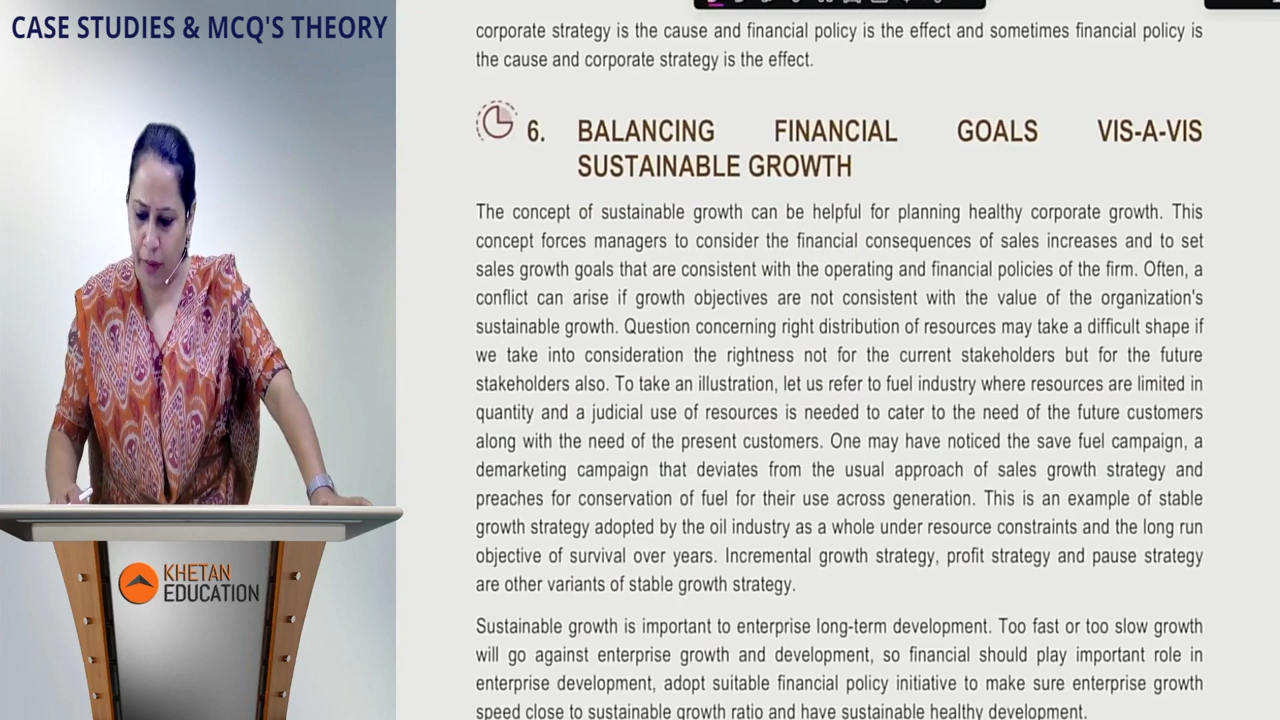 CASE STUDIES & MCQ'S THEORY
corporate strategy is the cause and financial policy is the effect and sometimes financial policy is
the cause and corporate strategy is the effect.
6. BALANCING FINANCIAL GOALS VIS-A-VIS
SUSTAINABLE GROWTH
The concept of sustainable growth can be helpful for planning healthy corporate growth. This
concept forces managers to consider the financial consequences of sales increases and to set
sales growth goals that are consistent with the operating and financial policies of the firm. Often, a
conflict can arise if growth objectives are not consistent with the value of the organization's
sustainable growth. Question concerning right distribution of resources may take a difficult shape if
we take into consideration the rightness not for the current stakeholders but for the future
stakeholders also. To take an illustration, let us refer to fuel industry where resources are limited in
quantity and a judicial use of resources is needed to cater to the need of the future customers
along with the need of the present customers. One may have noticed the save fuel campaign, a
demarketing campaign that deviates from the usual approach of sales growth strategy and
preaches for conservation of fuel for their use across generation. This is an example of stable
growth strategy adopted by the oil industry as a whole under resource constraints and the long run
objective of survival over years. Incremental growth strategy, profit strategy and pause strategy
are other variants of stable growth strategy.
Sustainable growth is important to enterprise long-term development. Too fast or too slow growth
will go against enterprise growth and development, so financial should play important role in
enterprise development, adopt suitable financial policy initiative to make sure enterprise growth
speed close to sustainable growth ratio and have sustainable healthy development.
KHETAN
EDUCATION